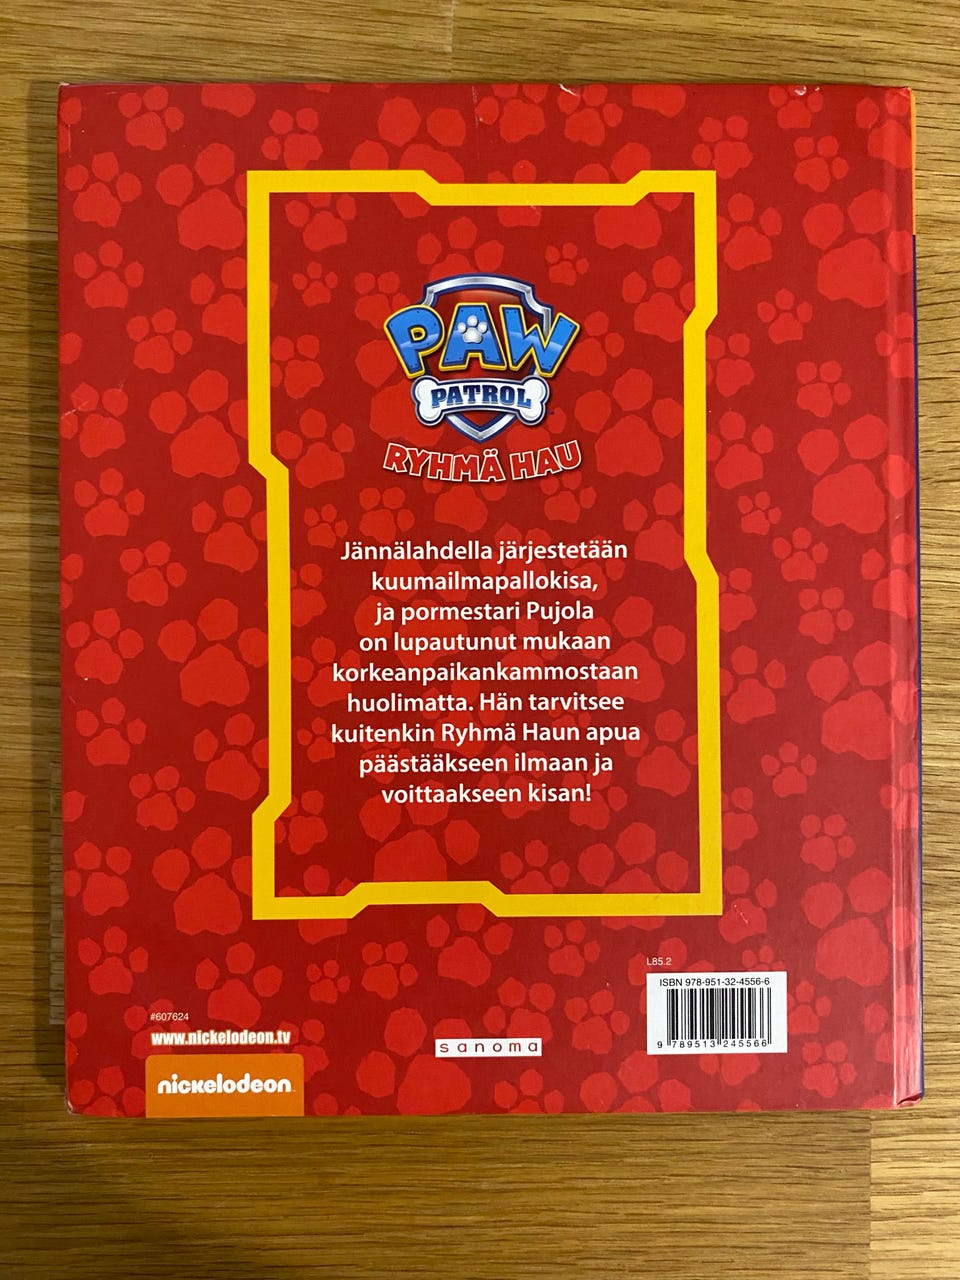 PAW
PATROL
RYHMÄ HAU
Jännälahdella järjestetään
kuumailmapallokisa,
ja pormestari Pujola
on lupautunut mukaan
korkeanpaikankammostaan
huolimatta. Hän tarvitsee
kuitenkin Ryhmä Haun apua
päästääkseen ilmaan ja
voittaakseen kisan!
L85.2
ISBN 978-951-32-4556-6
9 789513 245566
#607624
www.nickelodeon.tv
nickelodeon
sanoma